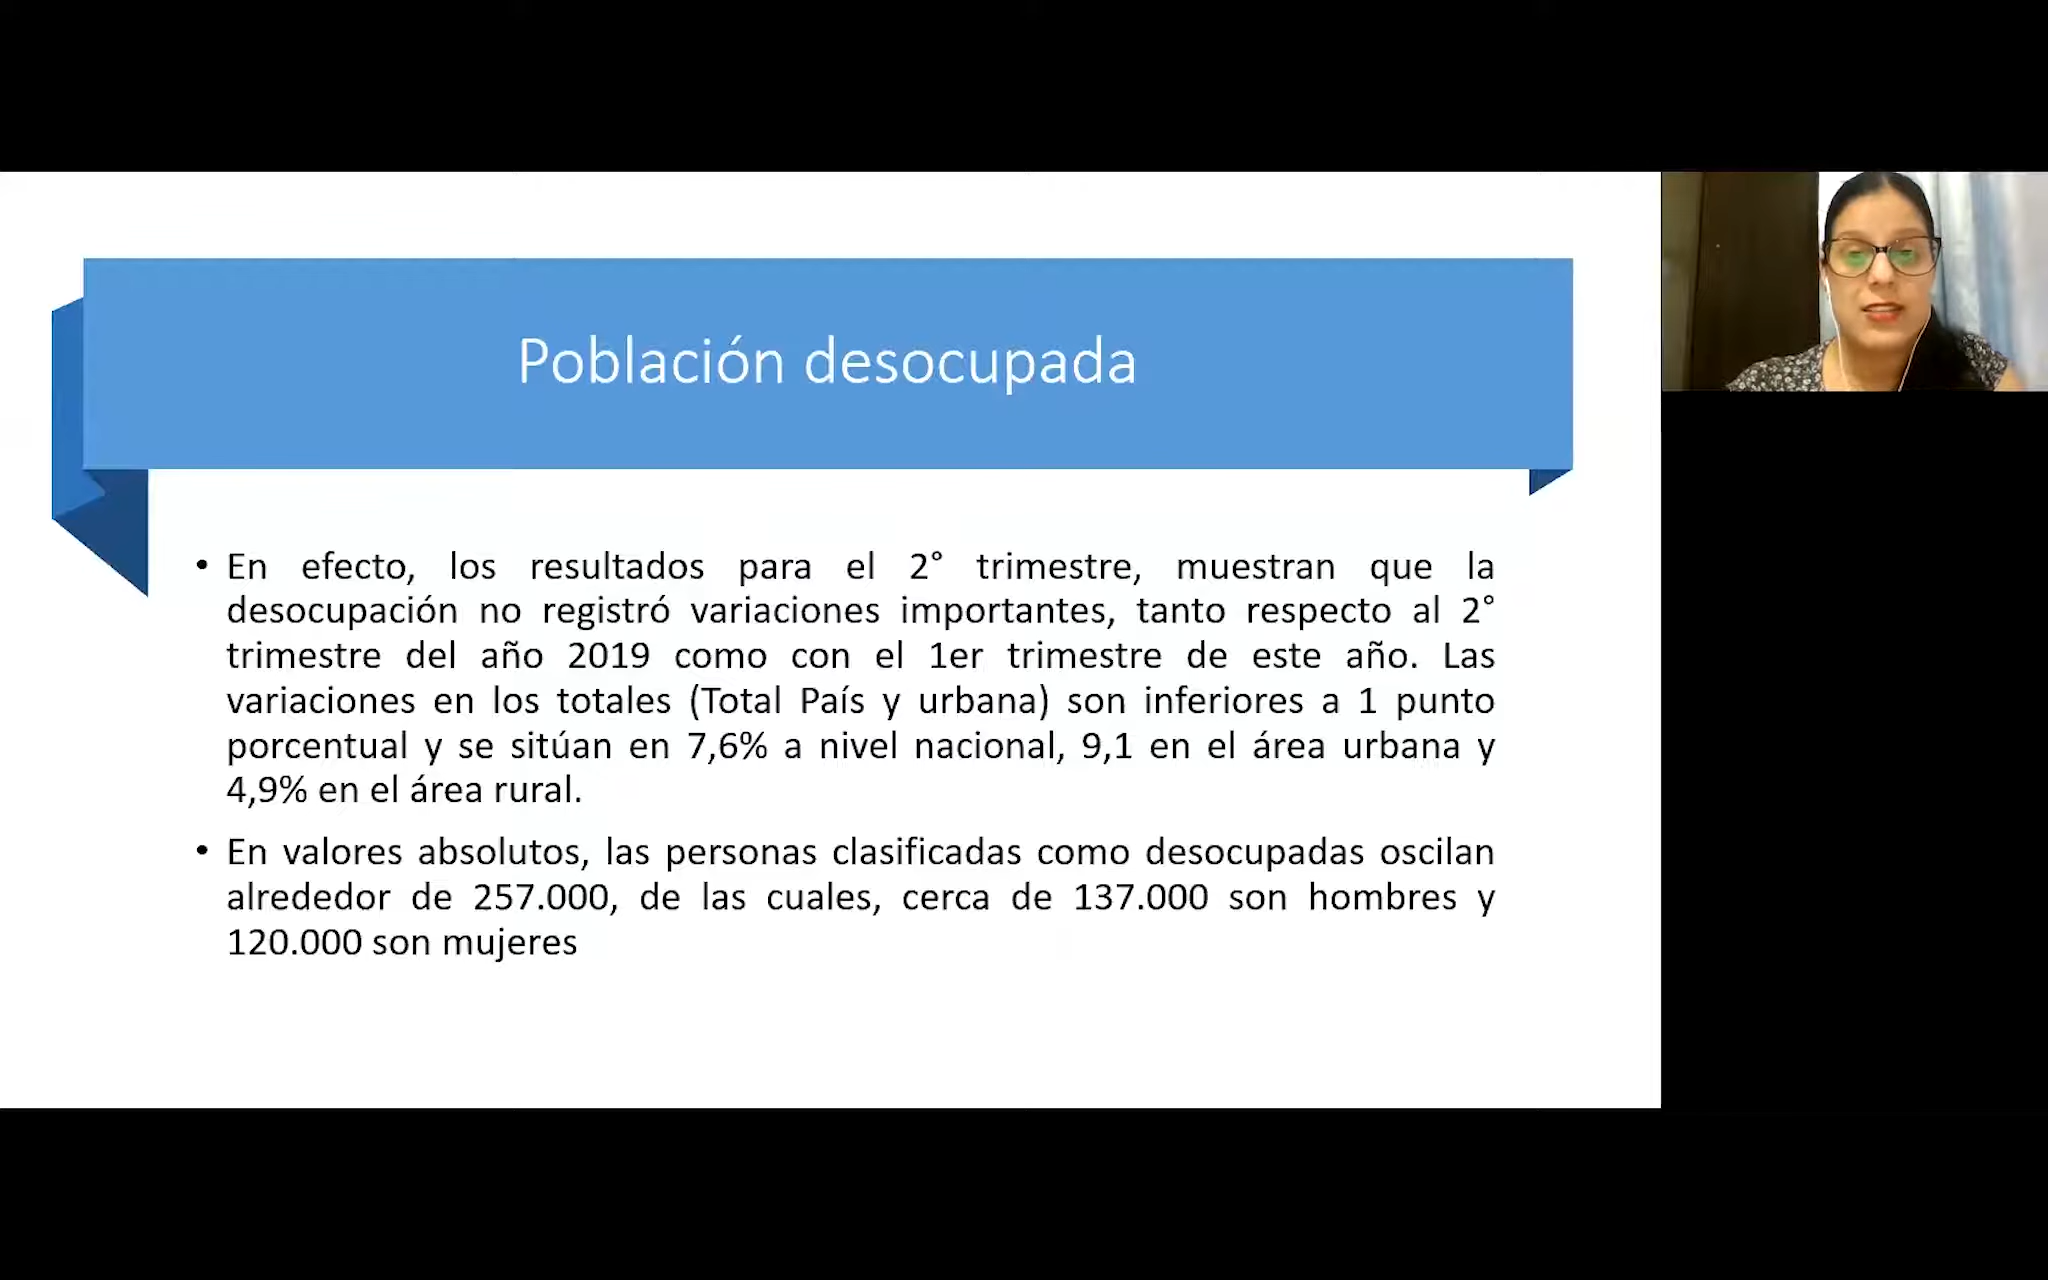 Población desocupada
• En efecto, los resultados para el 2° trimestre, muestran que la
desocupación no registró variaciones importantes, tanto respecto al 2°
trimestre del año 2019 como con el 1er trimestre de este año. Las
variaciones en los totales (Total País y urbana) son inferiores a 1 punto
porcentual y se sitúan en 7,6% a nivel nacional, 9,1 en el área urbana y
4,9% en el área rural.
• En valores absolutos, las personas clasificadas como desocupadas oscilan
alrededor de 257.000, de las cuales, cerca de 137.000 son hombres y
120.000 son mujeres